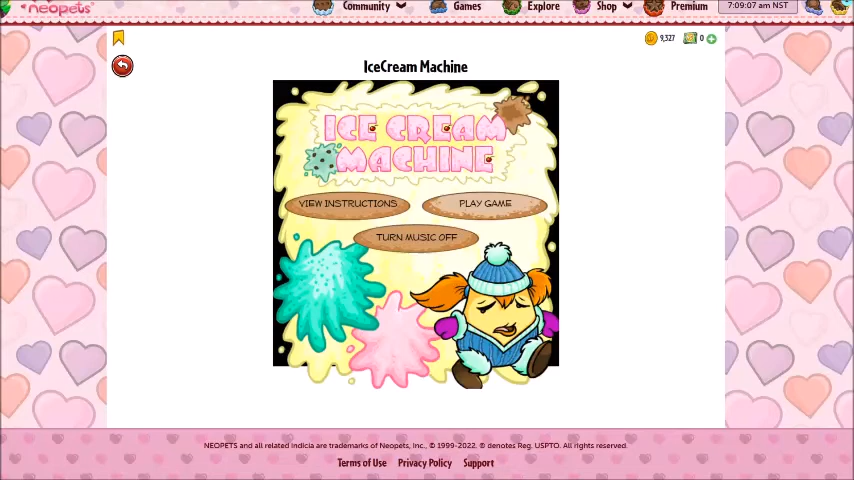 neopets
Community
Games
Explore
Shop
Premium
7:09:07 am NST
9,327
0
IceCream Machine
ICE CREAM
MACHINE
VIEW INSTRUCTIONS
PLAY GAME
TURN MUSIC OFF
NEOPETS and all related indicia are trademarks of Neopets, Inc., © 1999-2022. ® denotes Reg. USPTO. All rights reserved.
Terms of Use
Privacy Policy
Support